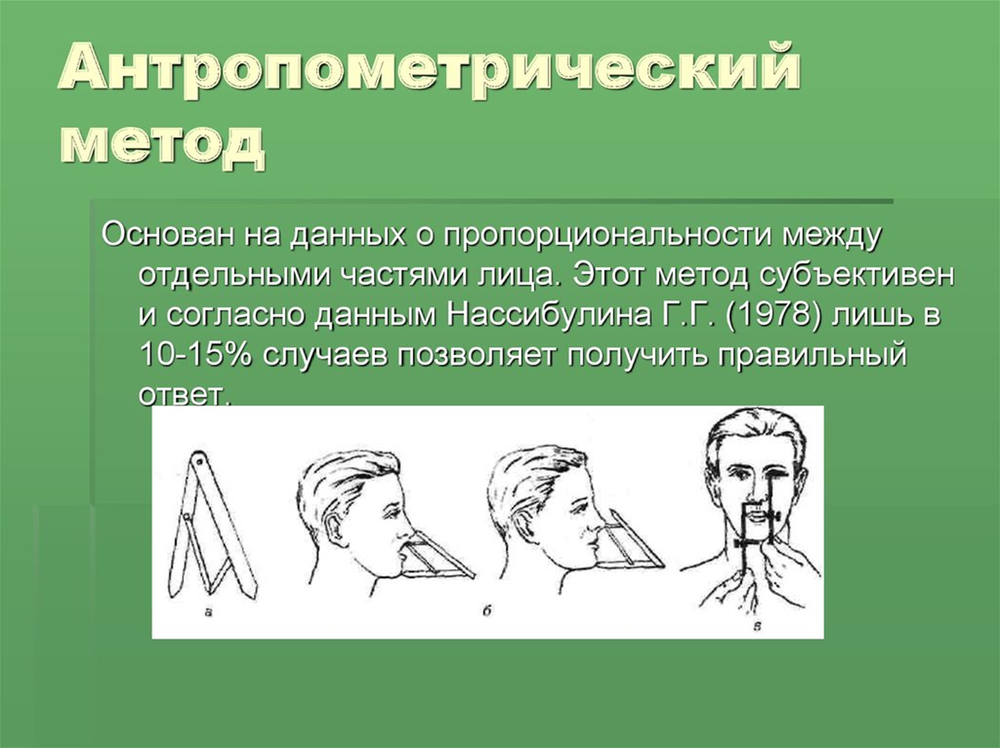 Антропометрический
метод
Основан на данных о пропорциональности между
отдельными частями лица. Этот метод субъективен
и согласно данным Нассибулина Г.Г. (1978) лишь в
10-15% случаев позволяет получить правильный
ответ.
а
б
в